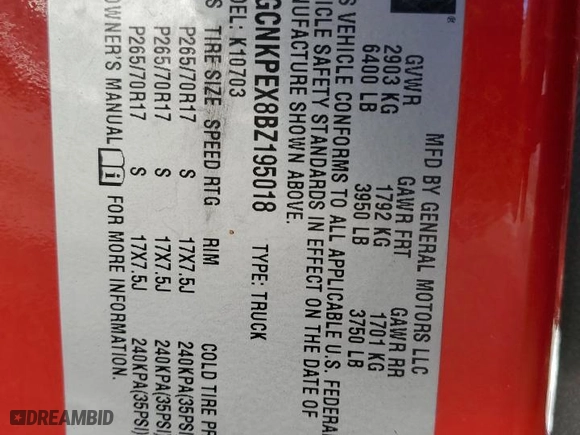 ®
MFD BY GENERAL MOTORS LLC
GVWR GAWR FRT GAWR RR
2903 KG 1792 KG 1701 KG
6400 LB 3950 LB 3750 LB
S VEHICLE CONFORMS TO ALL APPLICABLE U.S. FEDERA
ICLE SAFETY STANDARDS IN EFFECT ON THE DATE OF
NUFACTURE SHOWN ABOVE.
GCNKPEX8BZ195018 TYPE: TRUCK
DEL: K10703
S TIRE SIZE SPEED RTG RIM COLD TIRE PR
P265/70R17 S 17X7.5J 240KPA(35PSI)
P265/70R17 S 17X7.5J 240KPA(35PSI)
P265/70R17 S 17X7.5J 240KPA(35PSI)
OWNER'S MANUAL i FOR MORE INFORMATION.
DREAMBID